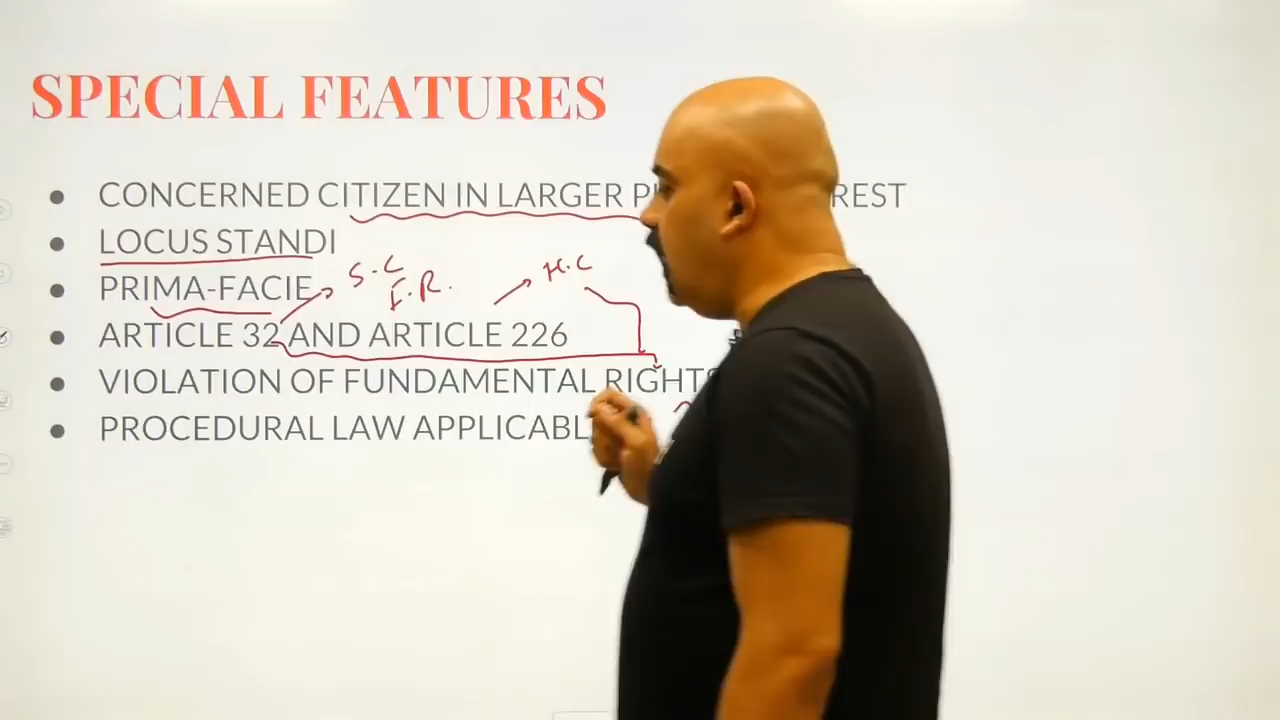 SPECIAL FEATURES
• CONCERNED CITIZEN IN LARGER P REST
• LOCUS STANDI
• PRIMA-FACIE
S.C
F.R.
H.C
• ARTICLE 32 AND ARTICLE 226
• VIOLATION OF FUNDAMENTAL RIGHTS
• PROCEDURAL LAW APPLICABL